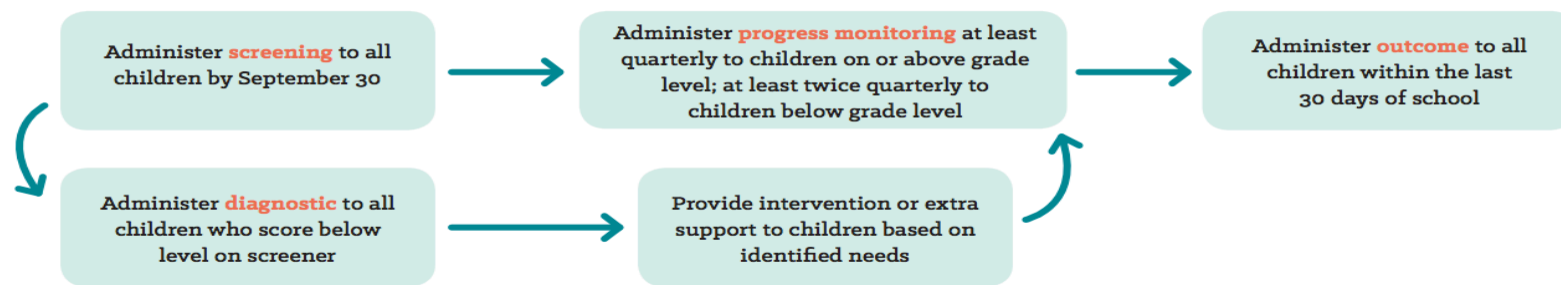 Administer screening to all
children by September 30
Administer progress monitoring at least
quarterly to children on or above grade
level; at least twice quarterly to
children below grade level
Administer outcome to all
children within the last
30 days of school
Administer diagnostic to all
children who score below
level on screener
Provide intervention or extra
support to children based on
identified needs